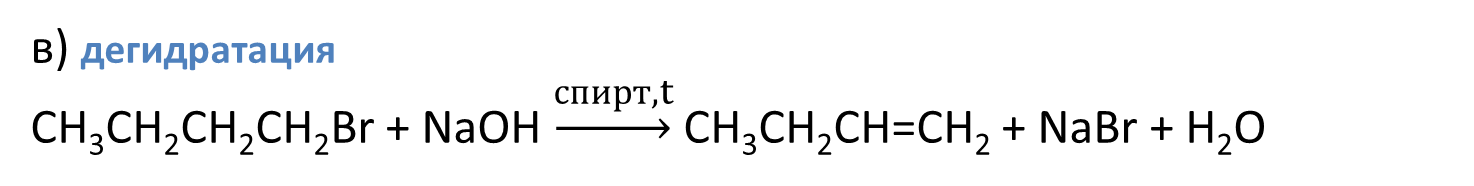 в) дегидратация
спирт,t
CH₃CH₂CH₂CH₂Br + NaOH ⟶ CH₃CH₂CH=CH₂ + NaBr + H₂O